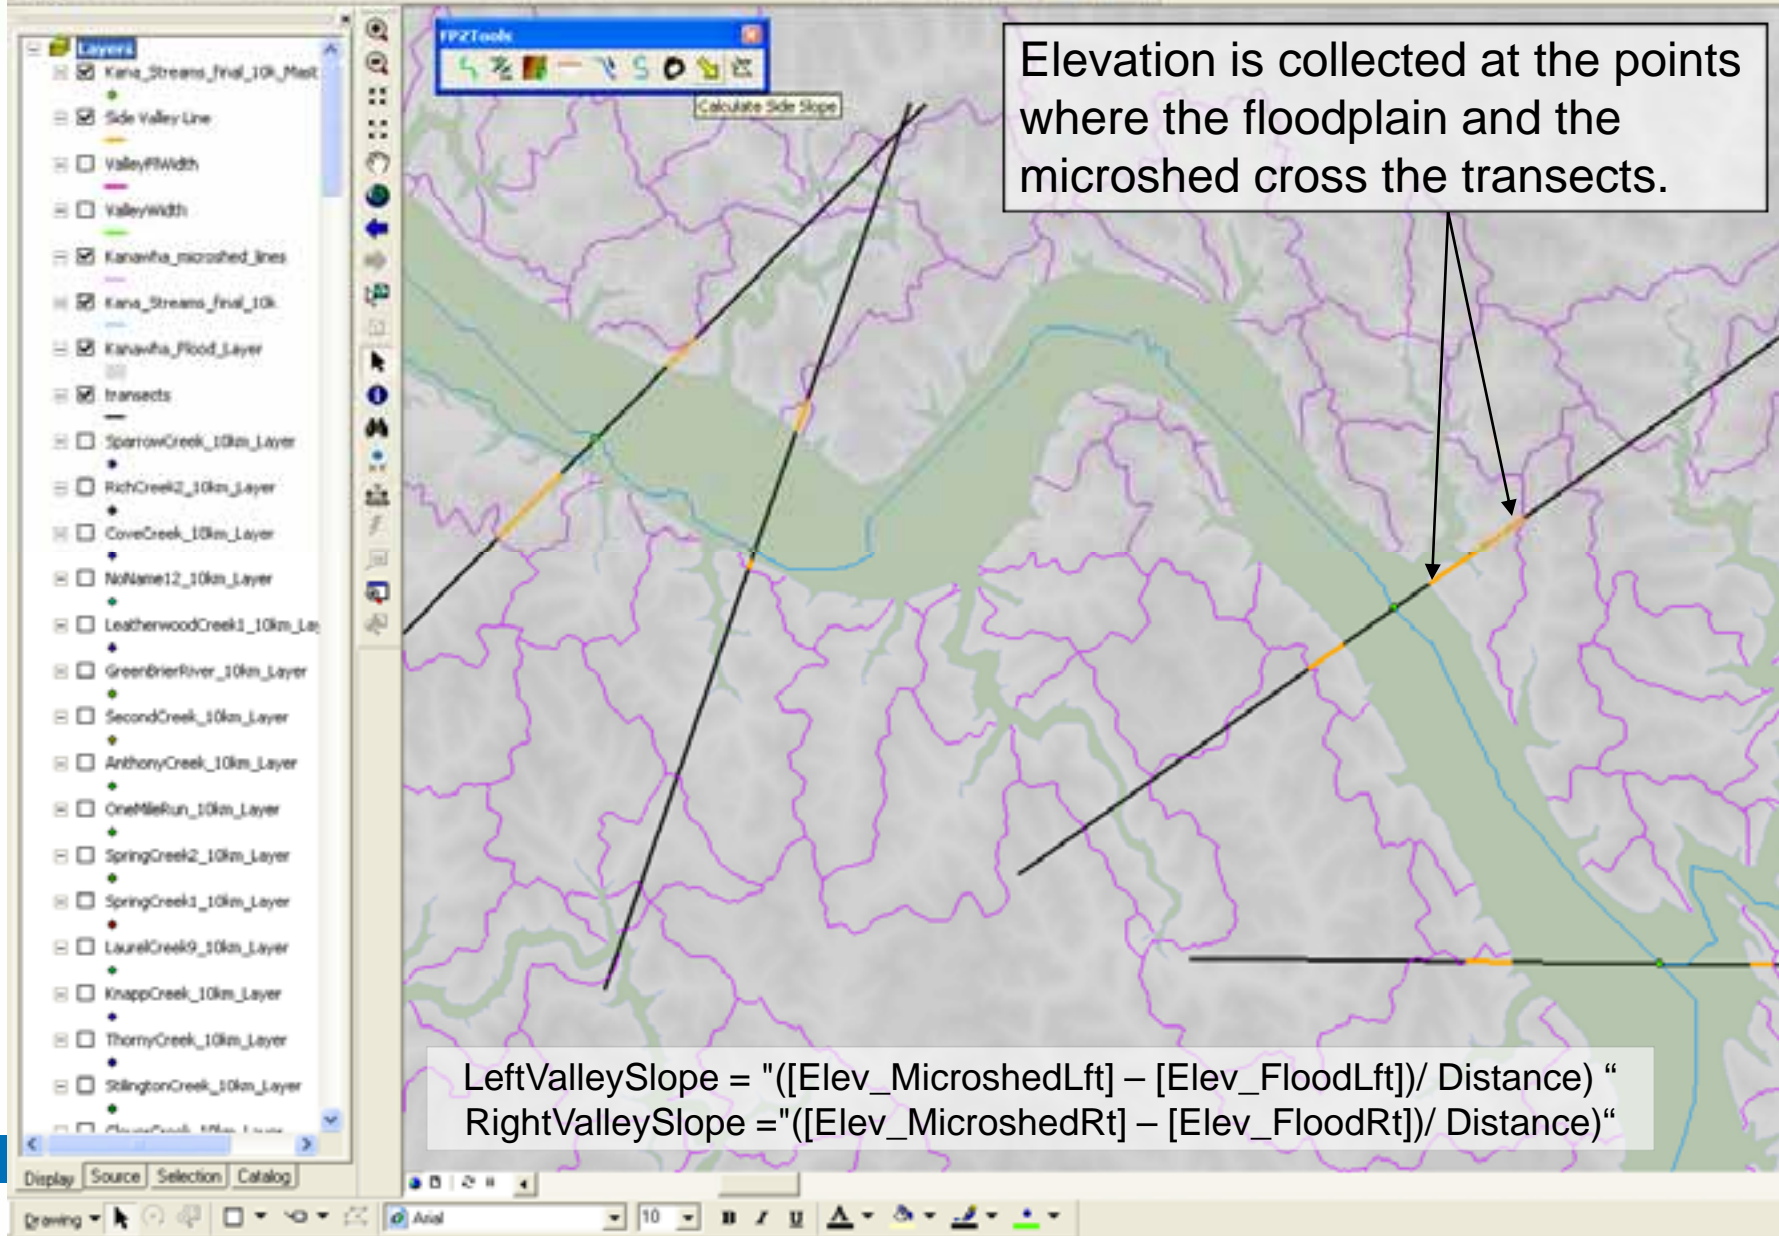 FPZTools
Calculate Side Slope
Elevation is collected at the points
where the floodplain and the
microshed cross the transects.
Layers
Kana_Streams_final_10k_Mast
Side Valley Line
ValleyFlWidth
ValleyWidth
Kanawha_microshed_lines
Kana_Streams_final_10k
Kanawha_Flood_Layer
transects
SparrowCreek_10km_Layer
RichCreek2_10km_Layer
CoveCreek_10km_Layer
NoName12_10km_Layer
LeatherwoodCreek1_10km_Lay
GreenBrierRiver_10km_Layer
SecondCreek_10km_Layer
AnthonyCreek_10km_Layer
OneMileRun_10km_Layer
SpringCreek2_10km_Layer
SpringCreek1_10km_Layer
LaurelCreek9_10km_Layer
KnappCreek_10km_Layer
ThornyCreek_10km_Layer
StilingtonCreek_10km_Layer
LeftValleySlope = "([Elev_MicroshedLft] – [Elev_FloodLft])/ Distance) “
RightValleySlope ="([Elev_MicroshedRt] – [Elev_FloodRt])/ Distance)“
Display Source Selection Catalog
Drawing Arial 10 B I U A